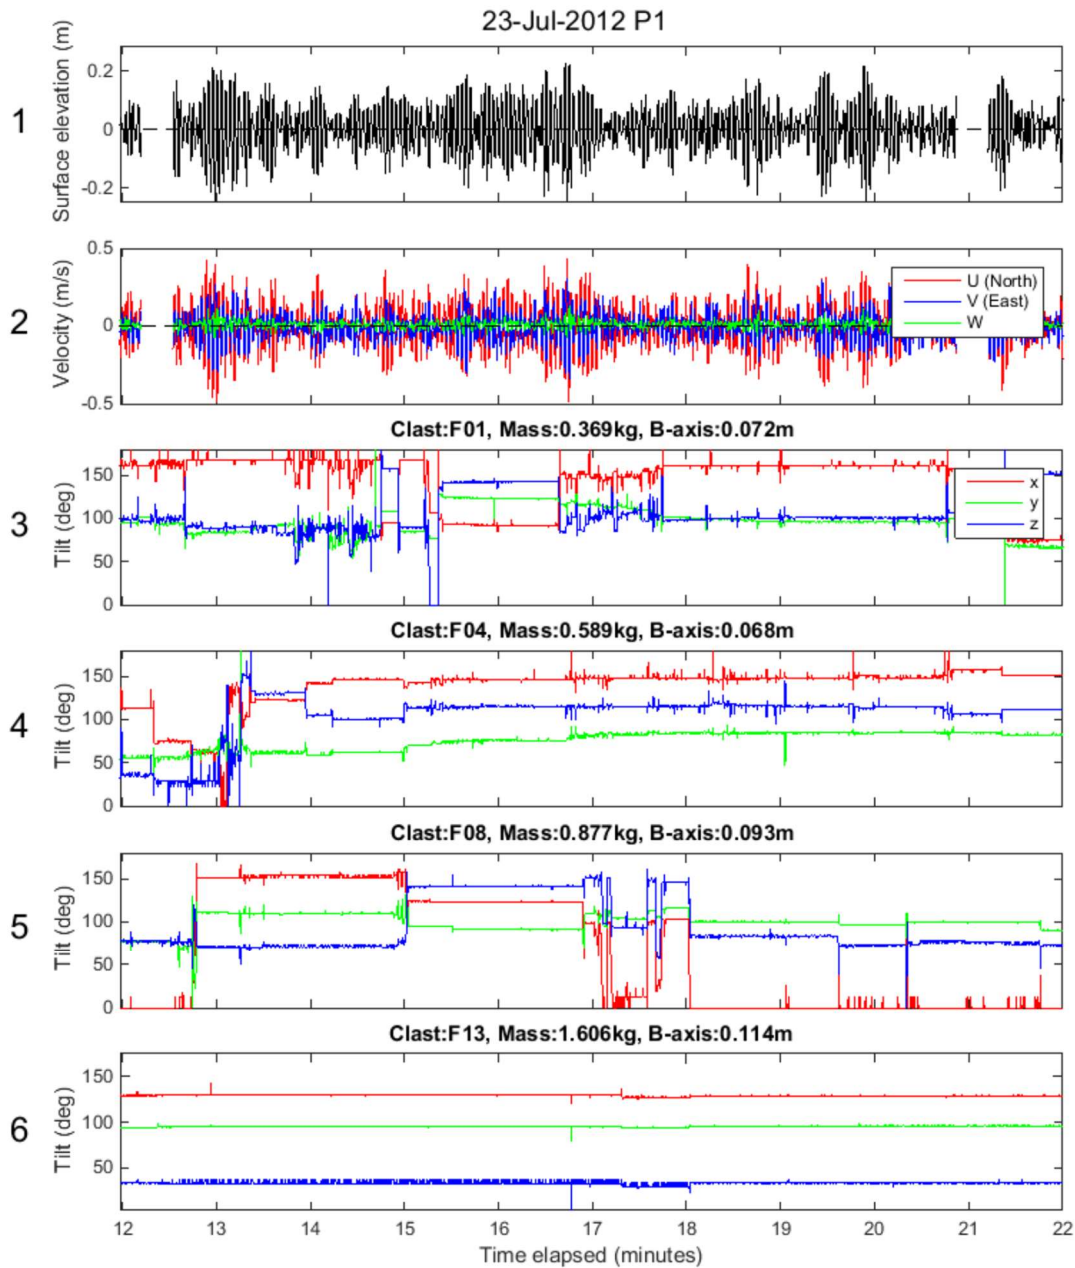 23-Jul-2012 P1
1
Surface elevation (m)
0.2
0
-0.2
2
Velocity (m/s)
0.5
0
-0.5
U (North)
V (East)
W
Clast:F01, Mass:0.369kg, B-axis:0.072m
3
Tilt (deg)
150
100
50
0
x
y
z
Clast:F04, Mass:0.589kg, B-axis:0.068m
4
Tilt (deg)
150
100
50
0
Clast:F08, Mass:0.877kg, B-axis:0.093m
5
Tilt (deg)
150
100
50
0
Clast:F13, Mass:1.606kg, B-axis:0.114m
6
Tilt (deg)
150
100
50
12 13 14 15 16 17 18 19 20 21 22
Time elapsed (minutes)